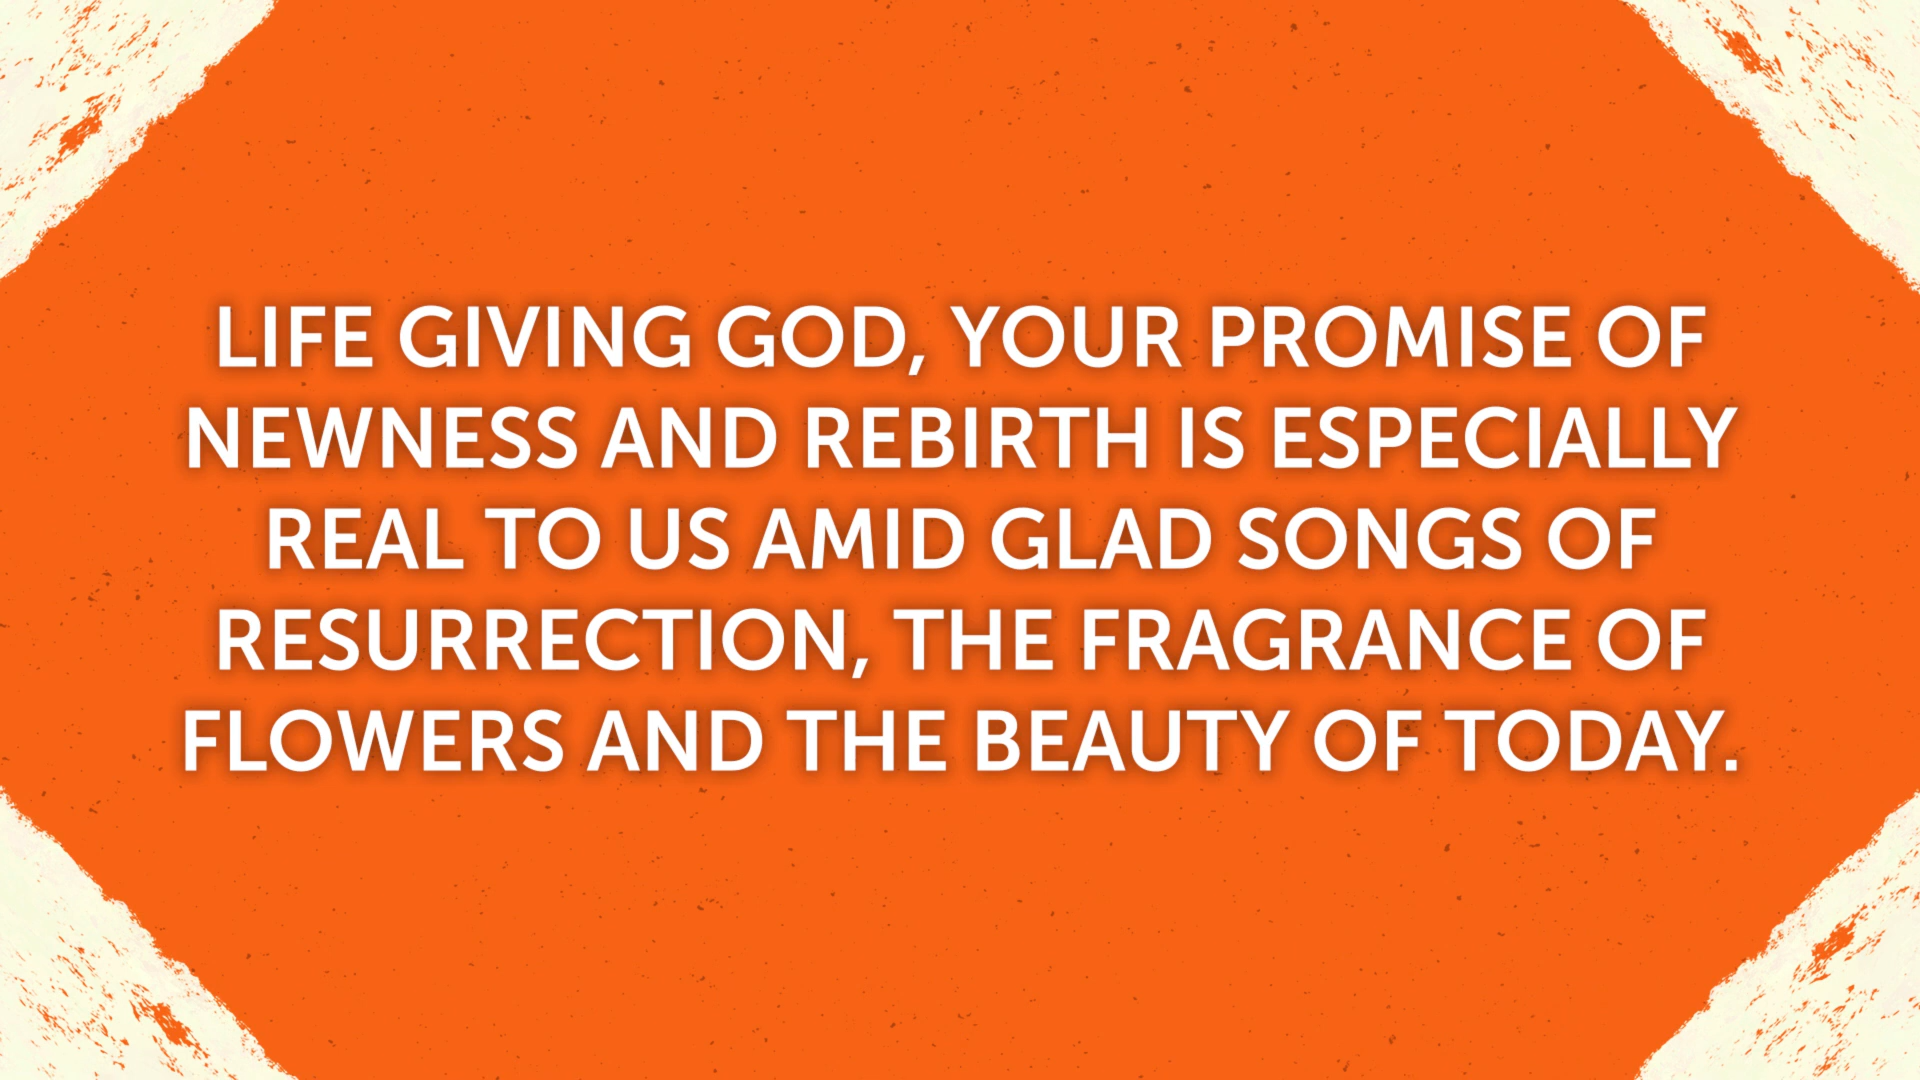 LIFE GIVING GOD, YOUR PROMISE OF
NEWNESS AND REBIRTH IS ESPECIALLY
REAL TO US AMID GLAD SONGS OF
RESURRECTION, THE FRAGRANCE OF
FLOWERS AND THE BEAUTY OF TODAY.